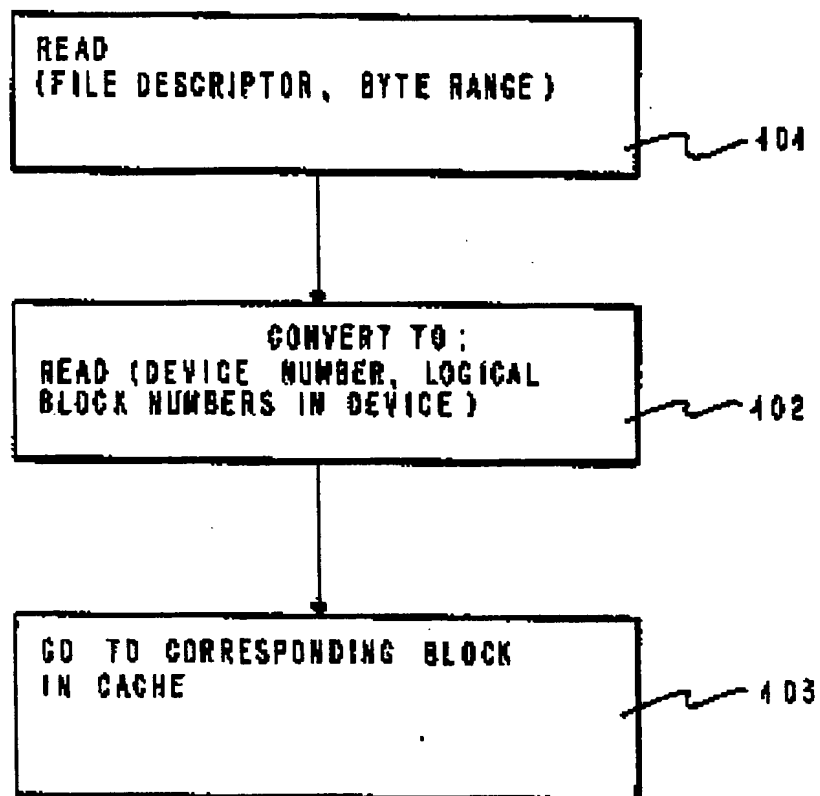 READ
(FILE DESCRIPTOR, BYTE RANGE)
101
CONVERT TO:
READ (DEVICE NUMBER, LOGICAL
BLOCK NUMBERS IN DEVICE)
102
GO TO CORRESPONDING BLOCK
IN CACHE
103